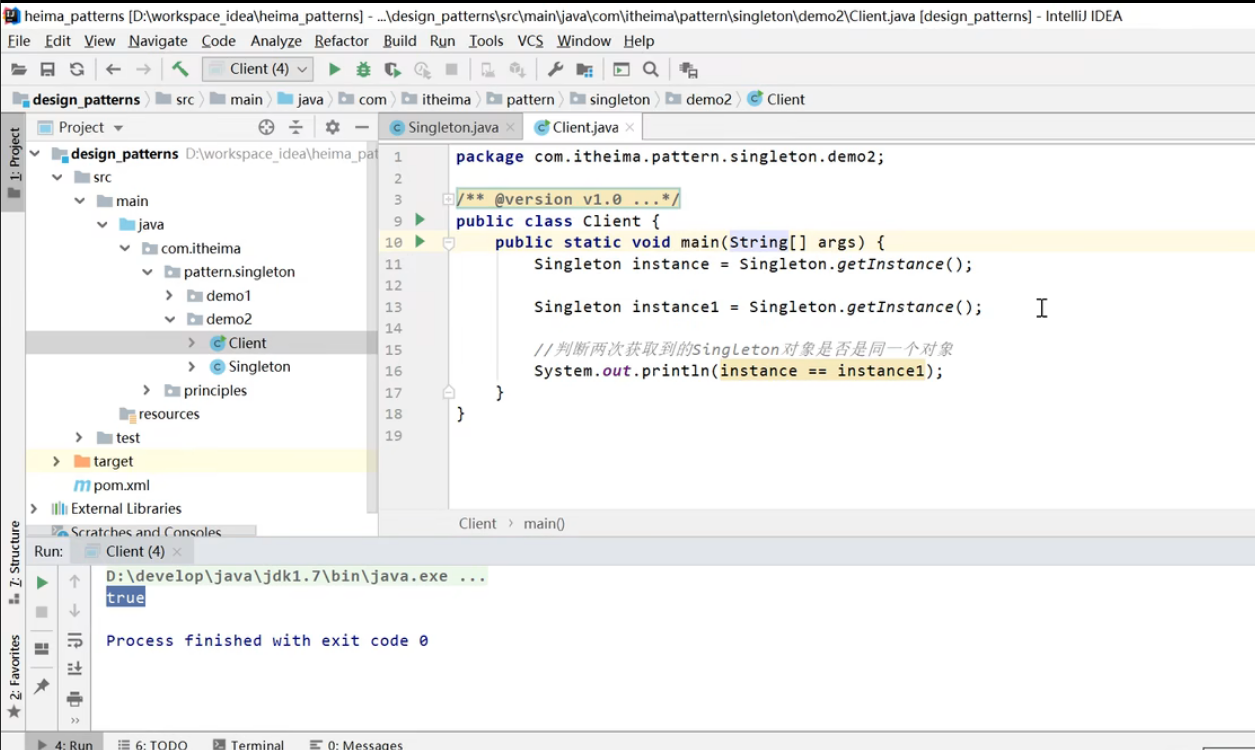 heima_patterns [D:\workspace_idea\heima_patterns] - ...\design_patterns\src\main\java\com\itheima\pattern\singleton\demo2\Client.java [design_patterns] - IntelliJ IDEA
File Edit View Navigate Code Analyze Refactor Build Run Tools VCS Window Help
Client (4)
design_patterns src main java com itheima pattern singleton demo2 Client
1: Project
Project
Singleton.java
Client.java
design_patterns D:\workspace_idea\heima_pat
src
main
java
com.itheima
pattern.singleton
demo1
demo2
Client
Singleton
principles
resources
test
target
pom.xml
External Libraries
Scratches and Consoles
1 package com.itheima.pattern.singleton.demo2;
2
3 /** @version v1.0 ...*/
9 public class Client {
10 public static void main(String[] args) {
11 Singleton instance = Singleton.getInstance();
12
13 Singleton instance1 = Singleton.getInstance();
14
15 //判断两次获取到的Singleton对象是否是同一个对象
16 System.out.println(instance == instance1);
17 }
18 }
19
Client > main()
7: Structure
2: Favorites
Run: Client (4)
D:\develop\java\jdk1.7\bin\java.exe ...
true
Process finished with exit code 0
4: Run 6: TODO Terminal 0: Messages